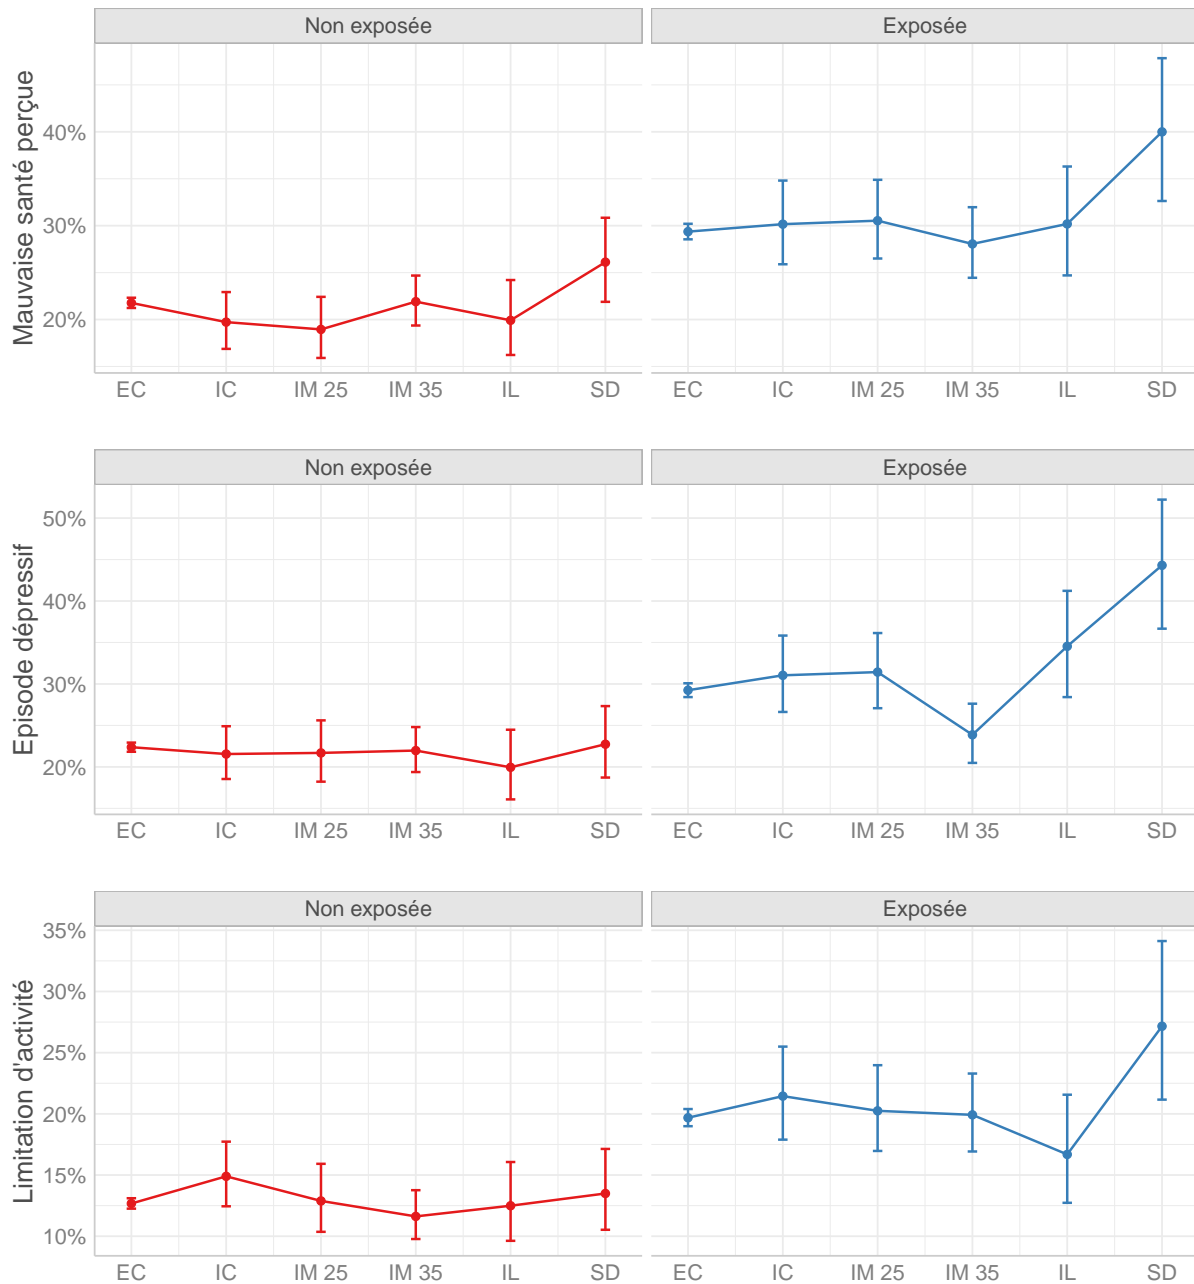 Non exposée
Exposée
Mauvaise santé perçue
40%
30%
20%
EC IC IM 25 IM 35 IL SD
EC IC IM 25 IM 35 IL SD
Non exposée
Exposée
Episode dépressif
50%
40%
30%
20%
EC IC IM 25 IM 35 IL SD
EC IC IM 25 IM 35 IL SD
Non exposée
Exposée
Limitation d'activité
35%
30%
25%
20%
15%
10%
EC IC IM 25 IM 35 IL SD
EC IC IM 25 IM 35 IL SD